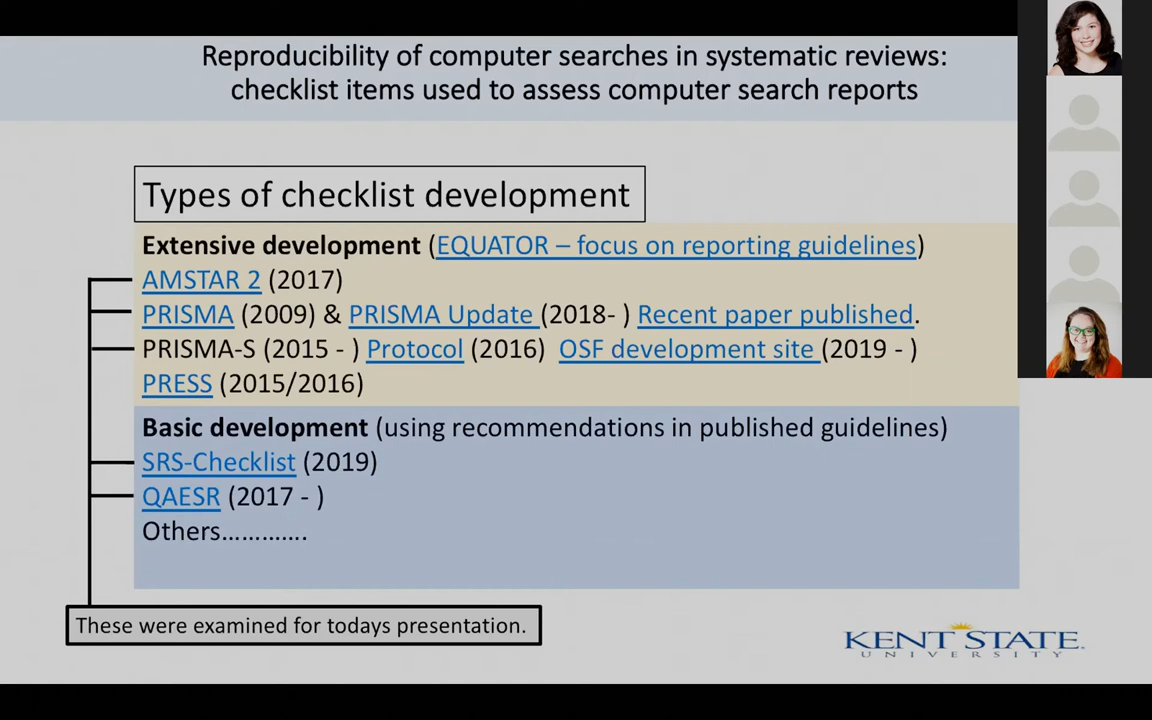 Reproducibility of computer searches in systematic reviews:
checklist items used to assess computer search reports
Types of checklist development
Extensive development (EQUATOR – focus on reporting guidelines)
AMSTAR 2 (2017)
PRISMA (2009) & PRISMA Update (2018- ) Recent paper published.
PRISMA-S (2015 - ) Protocol (2016) OSF development site (2019 - )
PRESS (2015/2016)
Basic development (using recommendations in published guidelines)
SRS-Checklist (2019)
QAESR (2017 - )
Others………….
These were examined for todays presentation.
KENT STATE
UNIVERSITY